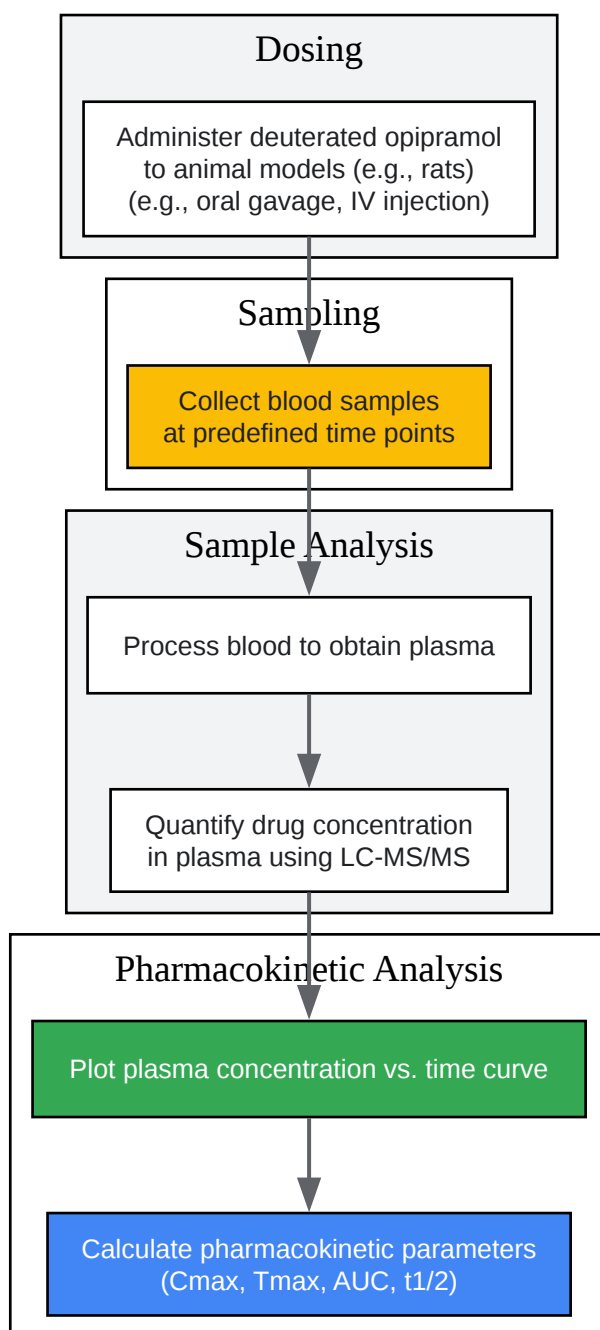 Dosing
Administer deuterated opipramol
to animal models (e.g., rats)
(e.g., oral gavage, IV injection)
Sampling
Collect blood samples
at predefined time points
Sample Analysis
Process blood to obtain plasma
Quantify drug concentration
in plasma using LC-MS/MS
Pharmacokinetic Analysis
Plot plasma concentration vs. time curve
Calculate pharmacokinetic parameters
(Cmax, Tmax, AUC, t1/2)